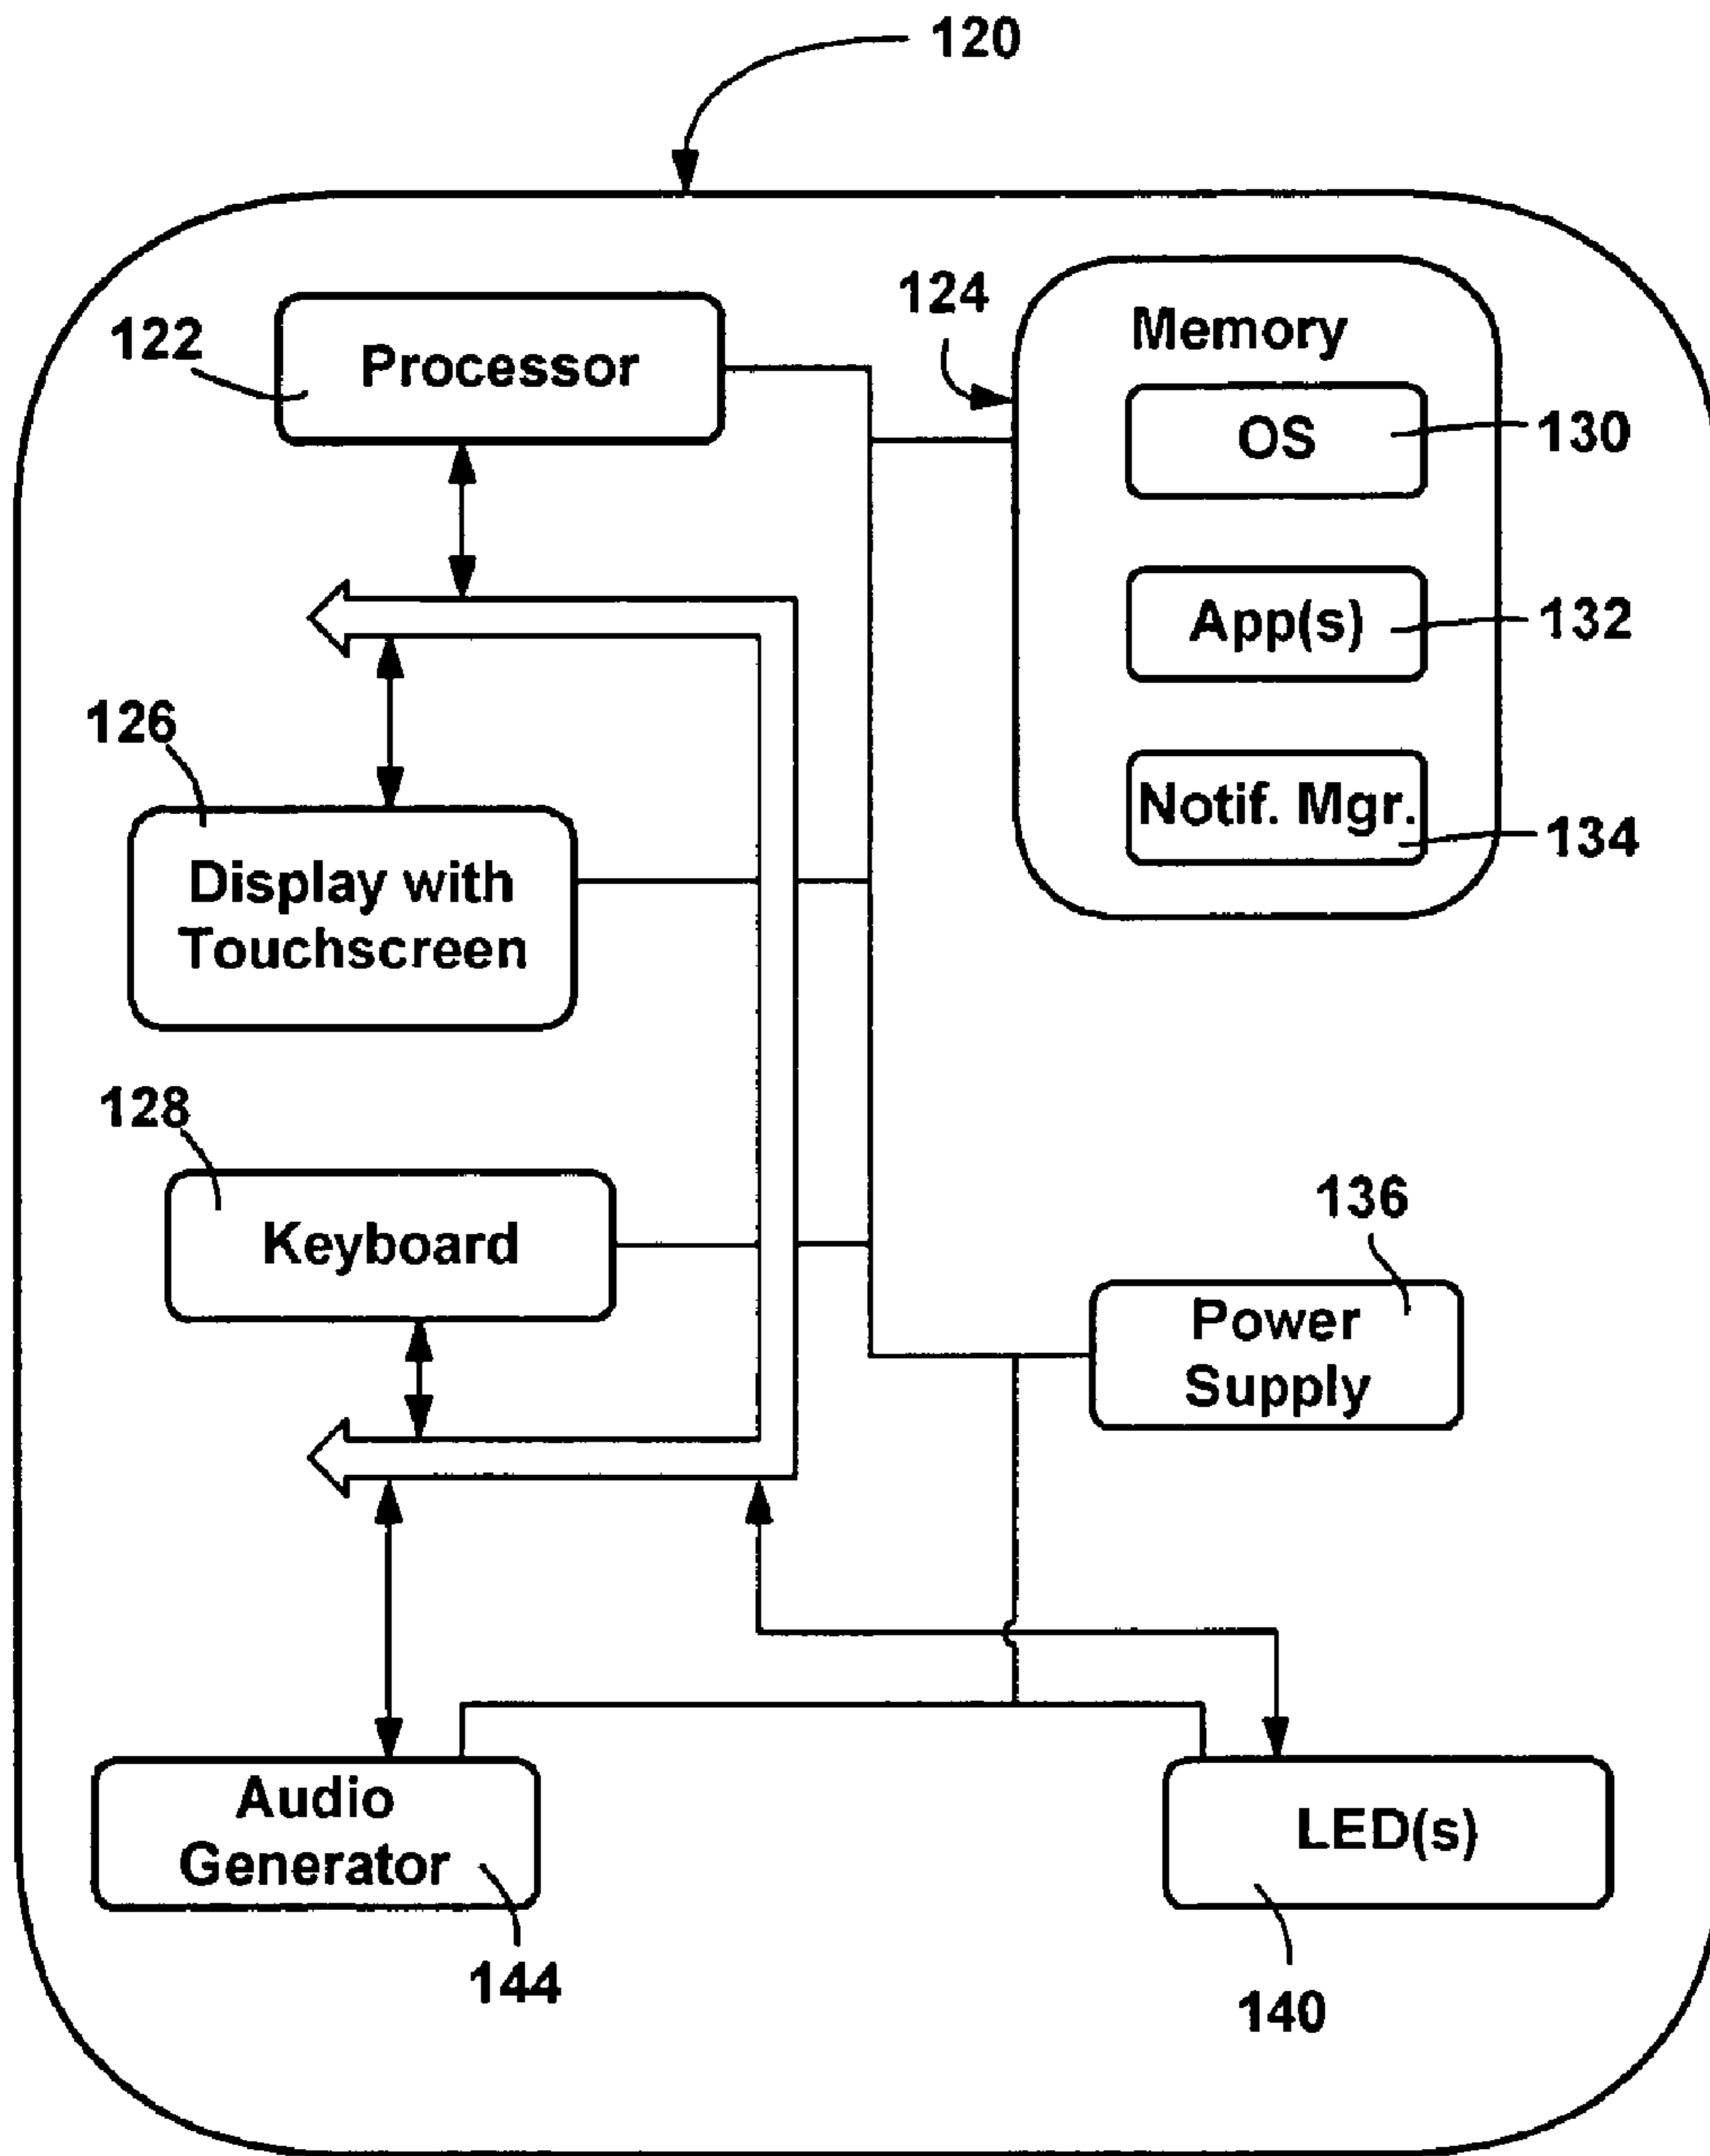 120
124
Memory
122
Processor
OS
130
App(s)
132
126
Notif. Mgr.
134
Display with
Touchscreen
128
Keyboard
136
Power
Supply
Audio
Generator
LED(s)
144
140